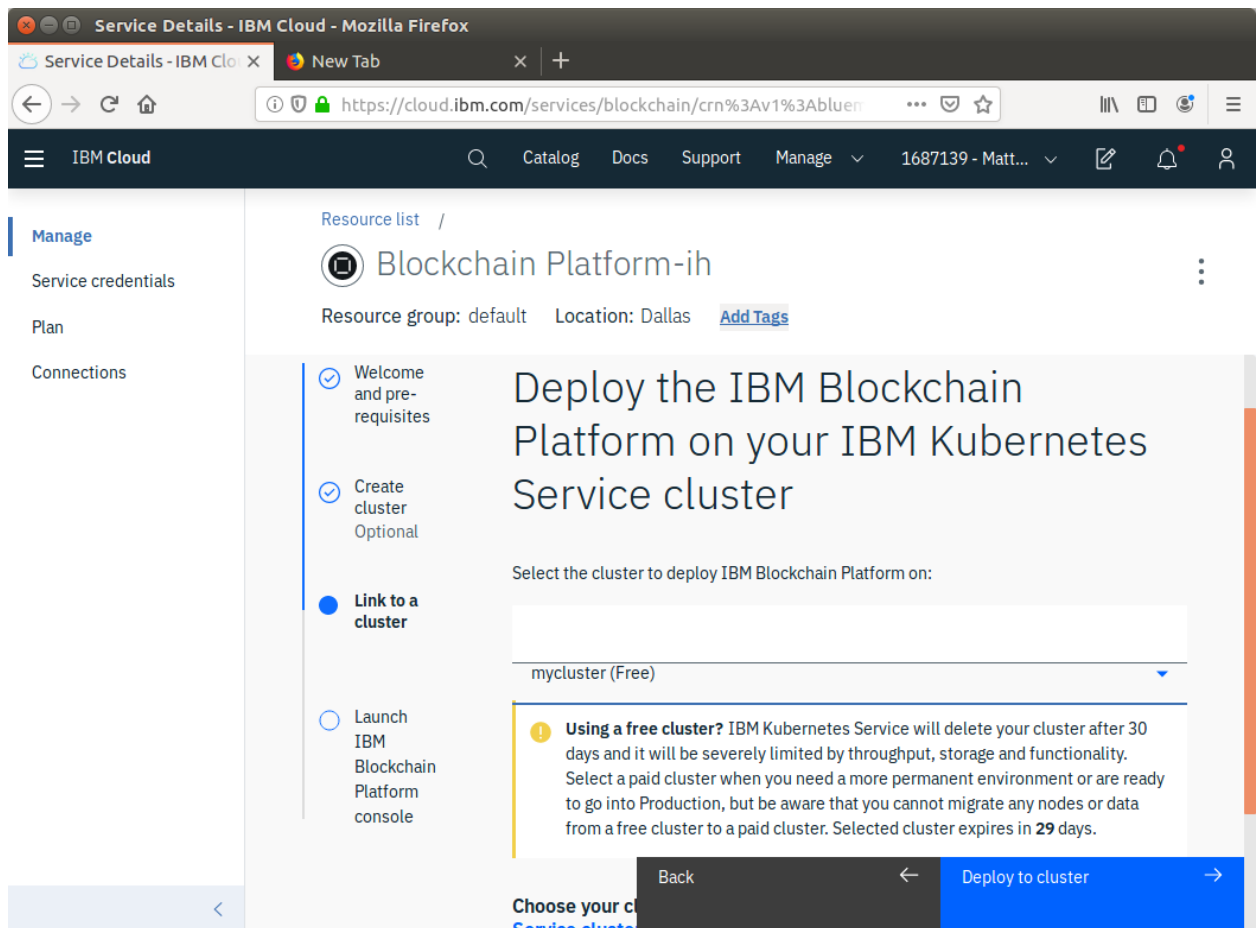 Service Details - IBM Cloud - Mozilla Firefox
Service Details - IBM Clou
New Tab
https://cloud.ibm.com/services/blockchain/crn%3Av1%3Abluem
IBM Cloud
Catalog
Docs
Support
Manage
1687139 - Matt...
Manage
Service credentials
Plan
Connections
Resource list /
Blockchain Platform-ih
Resource group: default Location: Dallas Add Tags
Welcome
and pre-
requisites
Create
cluster
Optional
Link to a
cluster
Launch
IBM
Blockchain
Platform
console
Deploy the IBM Blockchain
Platform on your IBM Kubernetes
Service cluster
Select the cluster to deploy IBM Blockchain Platform on:
mycluster (Free)
Using a free cluster? IBM Kubernetes Service will delete your cluster after 30
days and it will be severely limited by throughput, storage and functionality.
Select a paid cluster when you need a more permanent environment or are ready
to go into Production, but be aware that you cannot migrate any nodes or data
from a free cluster to a paid cluster. Selected cluster expires in 29 days.
Back
Deploy to cluster
Choose your cl
Service cluste